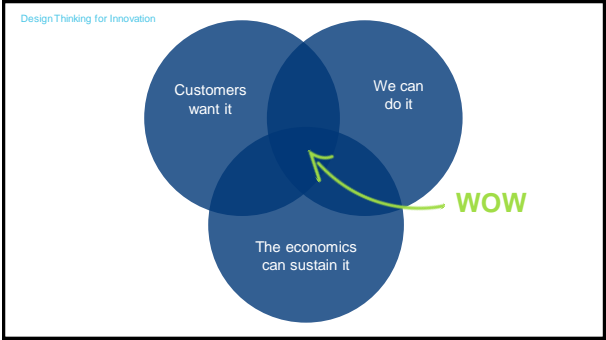 Design Thinking for Innovation
Customers
want it
We can
do it
WOW
The economics
can sustain it